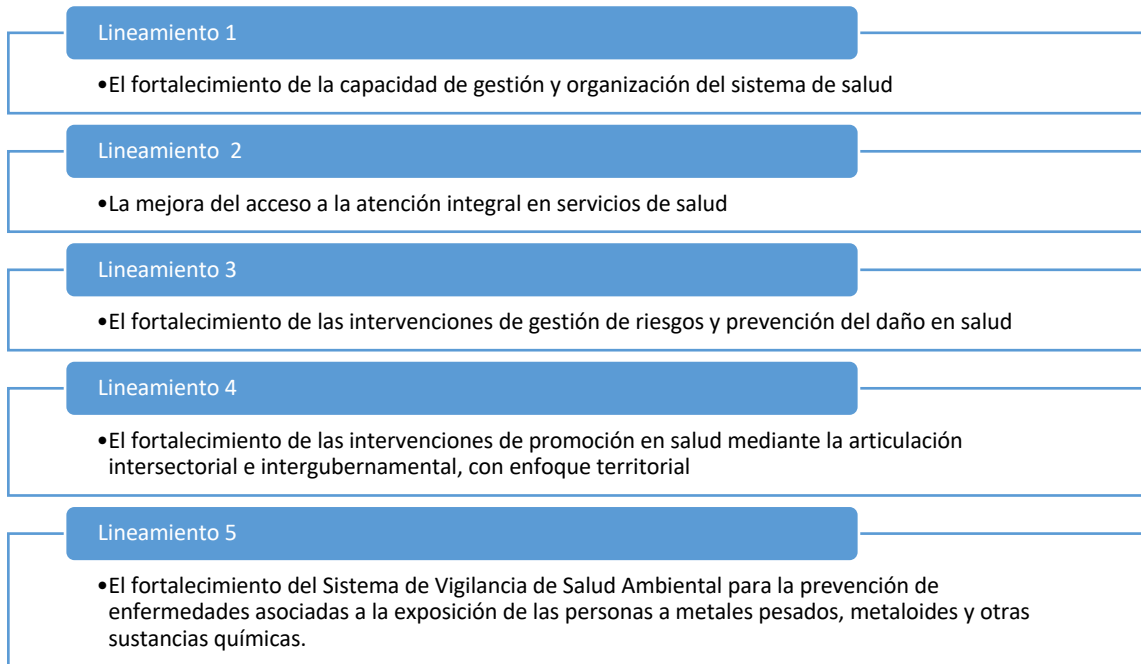 Lineamiento 1
•El fortalecimiento de la capacidad de gestión y organización del sistema de salud
Lineamiento 2
•La mejora del acceso a la atención integral en servicios de salud
Lineamiento 3
•El fortalecimiento de las intervenciones de gestión de riesgos y prevención del daño en salud
Lineamiento 4
•El fortalecimiento de las intervenciones de promoción en salud mediante la articulación
intersectorial e intergubernamental, con enfoque territorial
Lineamiento 5
•El fortalecimiento del Sistema de Vigilancia de Salud Ambiental para la prevención de
enfermedades asociadas a la exposición de las personas a metales pesados, metaloides y otras
sustancias químicas.